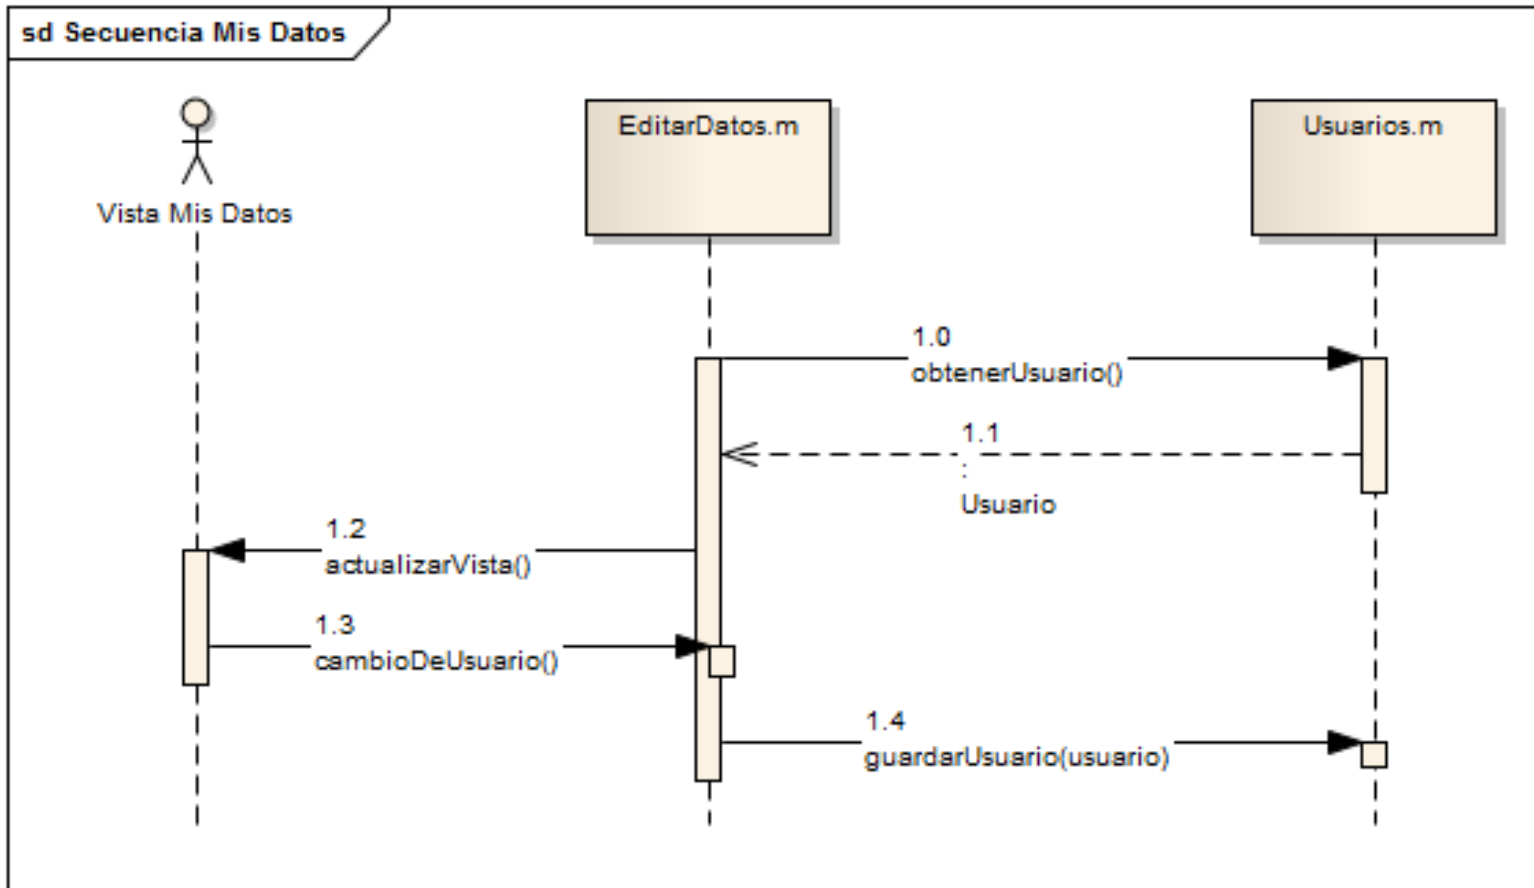 sd Secuencia Mis Datos
Vista Mis Datos
EditarDatos.m
Usuarios.m
1.0
obtenerUsuario()
1.1
:
Usuario
1.2
actualizarVista()
1.3
cambioDeUsuario()
1.4
guardarUsuario(usuario)